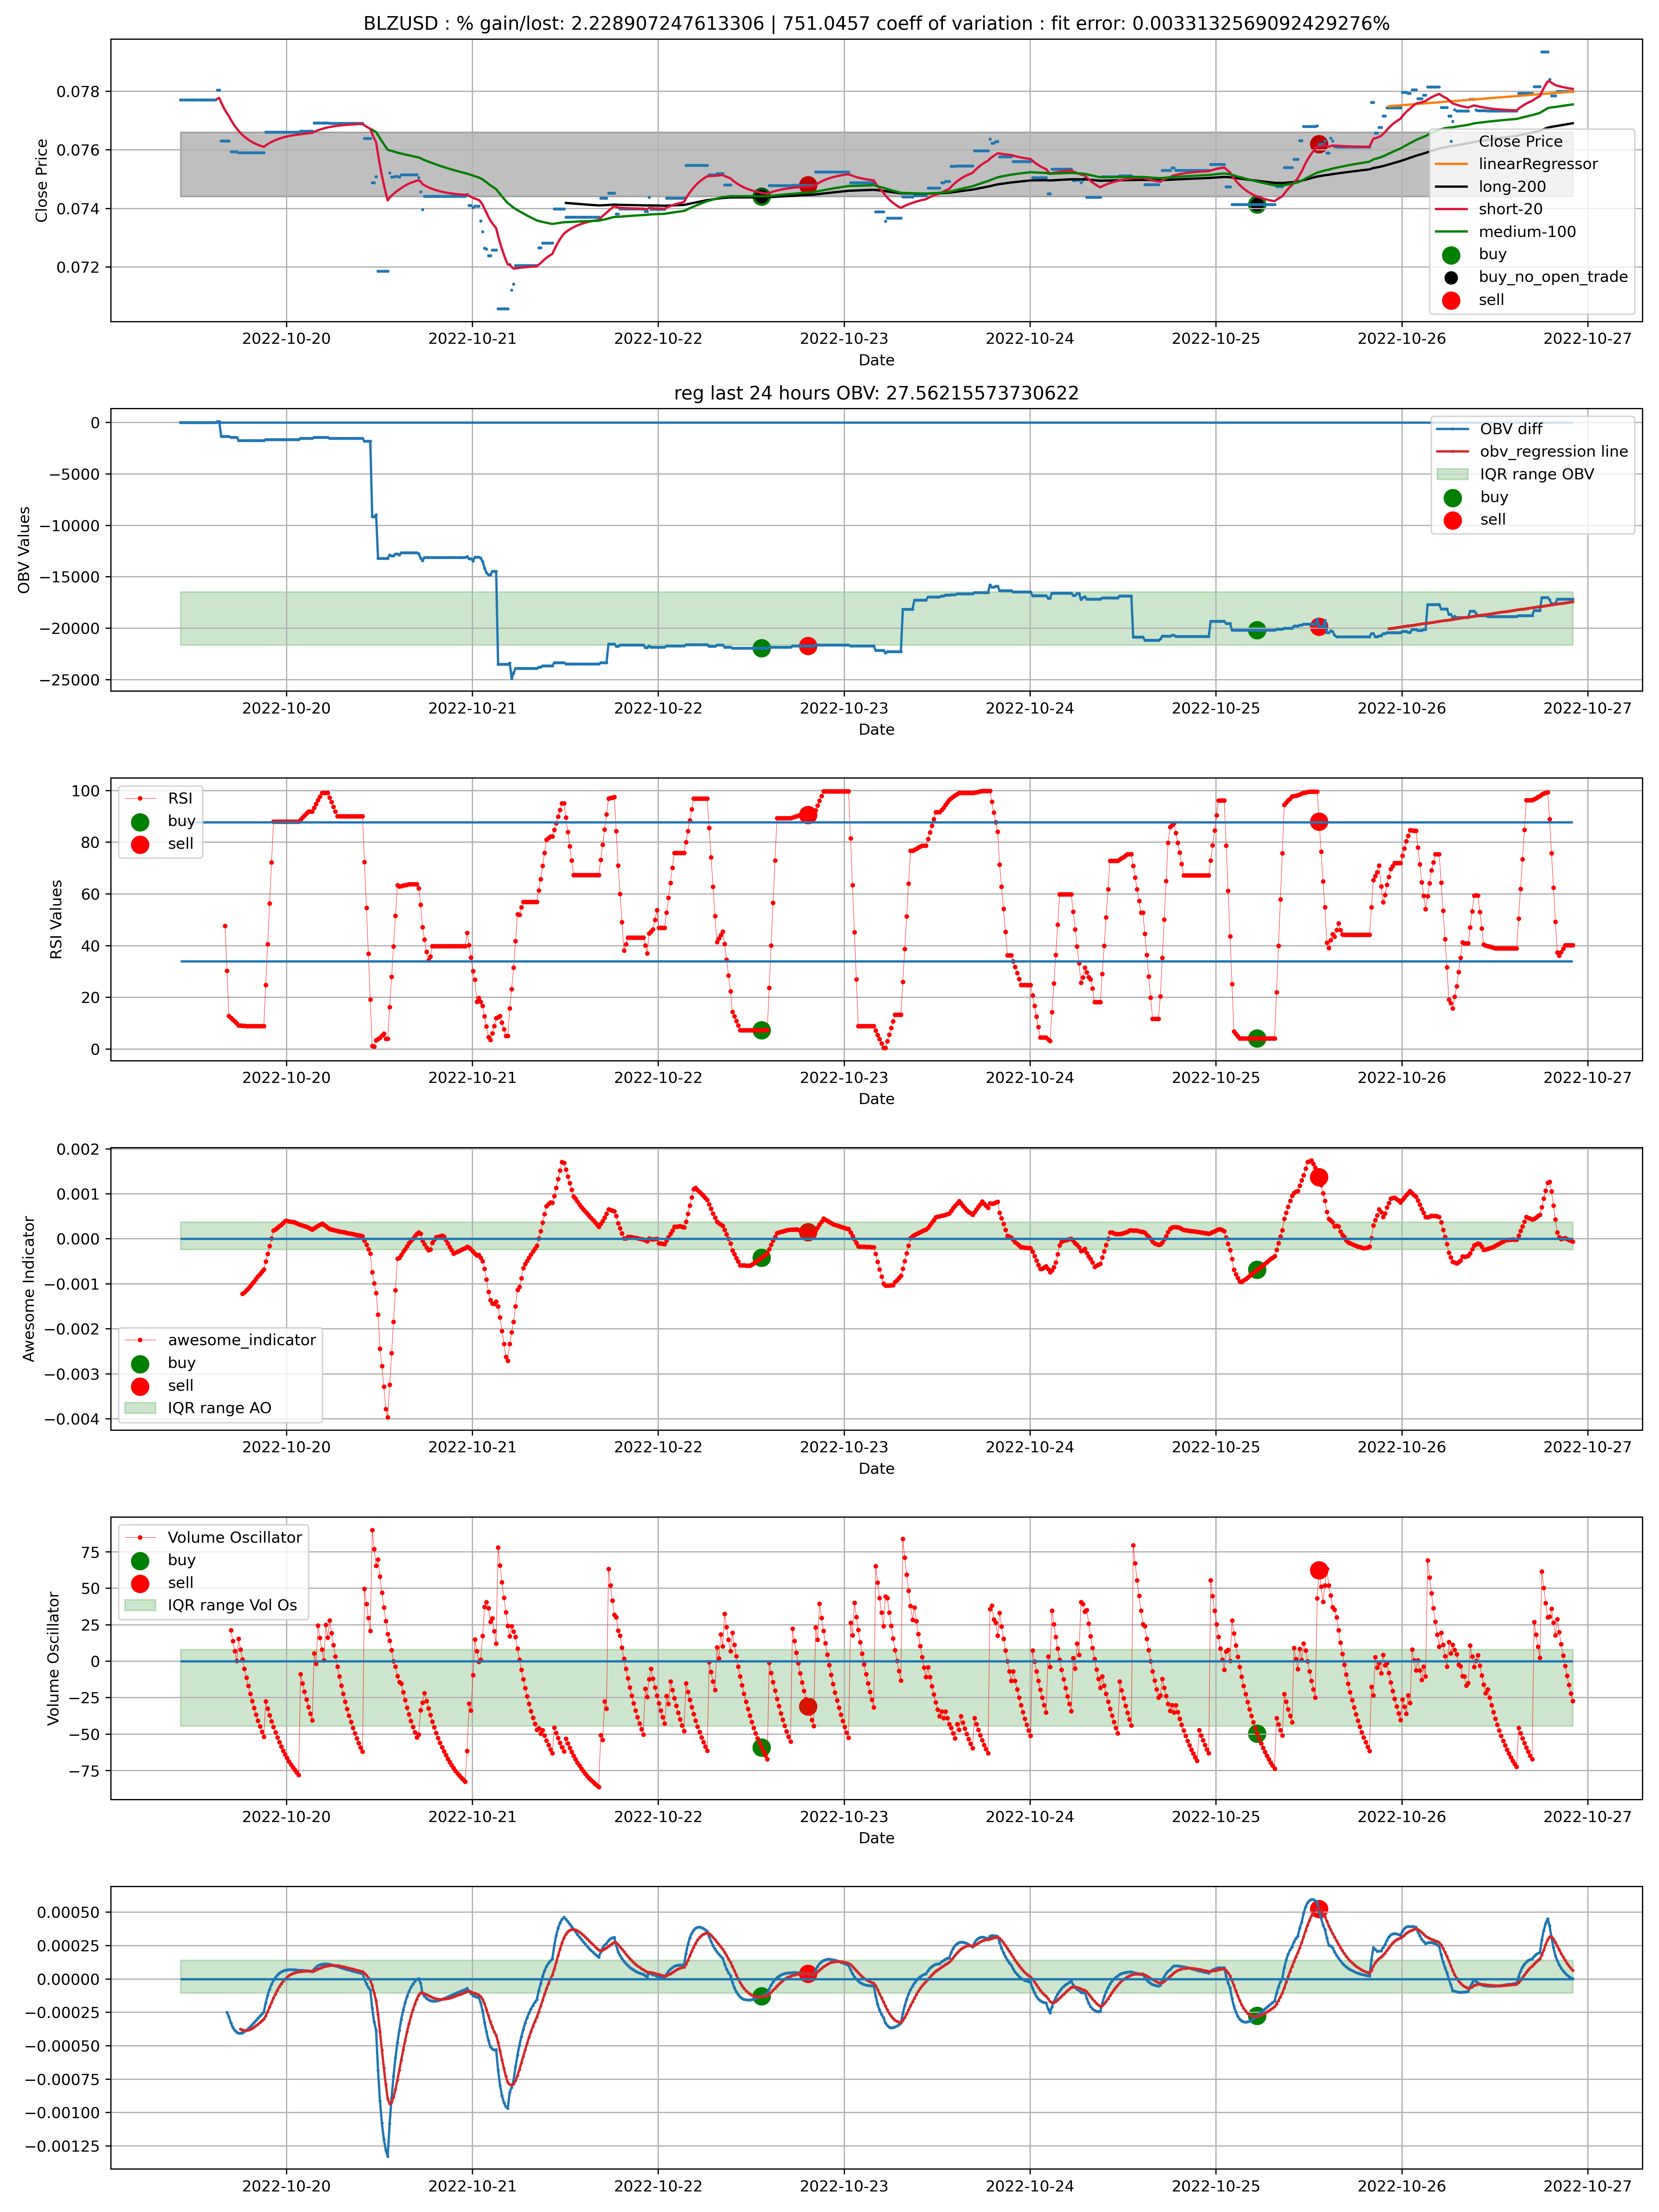 BLZUSD : % gain/lost: 2.228907247613306 | 751.0457 coeff of variation : fit error: 0.0033132569092429276%
0.078
0.076
0.074
0.072
Close Price
Close Price
linearRegressor
long-200
short-20
medium-100
buy
buy_no_open_trade
sell
2022-10-20 2022-10-21 2022-10-22 2022-10-23 2022-10-24 2022-10-25 2022-10-26 2022-10-27
Date
reg last 24 hours OBV: 27.56215573730622
0
−5000
−10000
−15000
−20000
−25000
OBV Values
OBV diff
obv_regression line
IQR range OBV
buy
sell
2022-10-20 2022-10-21 2022-10-22 2022-10-23 2022-10-24 2022-10-25 2022-10-26 2022-10-27
Date
100
80
60
40
20
0
RSI Values
RSI
buy
sell
2022-10-20 2022-10-21 2022-10-22 2022-10-23 2022-10-24 2022-10-25 2022-10-26 2022-10-27
Date
0.002
0.001
0.000
−0.001
−0.002
−0.003
−0.004
Awesome Indicator
awesome_indicator
buy
sell
IQR range AO
2022-10-20 2022-10-21 2022-10-22 2022-10-23 2022-10-24 2022-10-25 2022-10-26 2022-10-27
Date
75
50
25
0
−25
−50
−75
Volume Oscillator
Volume Oscillator
buy
sell
IQR range Vol Os
2022-10-20 2022-10-21 2022-10-22 2022-10-23 2022-10-24 2022-10-25 2022-10-26 2022-10-27
Date
0.00050
0.00025
0.00000
−0.00025
−0.00050
−0.00075
−0.00100
−0.00125
2022-10-20 2022-10-21 2022-10-22 2022-10-23 2022-10-24 2022-10-25 2022-10-26 2022-10-27